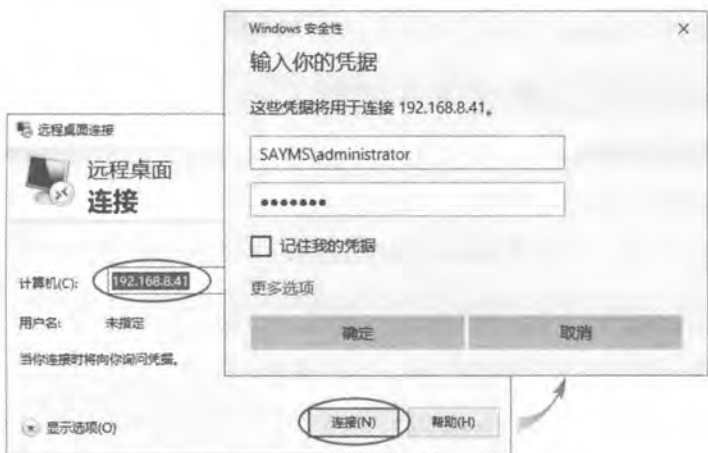 Windows 安全性
输入你的凭据
这些凭据将用于连接 192.168.8.41。
SAYMS\administrator
●●●●●●●
记住我的凭据
更多选项
确定 取消
远程桌面连接
远程桌面
连接
计算机(C): 192.168.8.41
用户名: 未指定
当你连接时将向你询问凭据。
显示选项(O) 连接(N) 帮助(H)